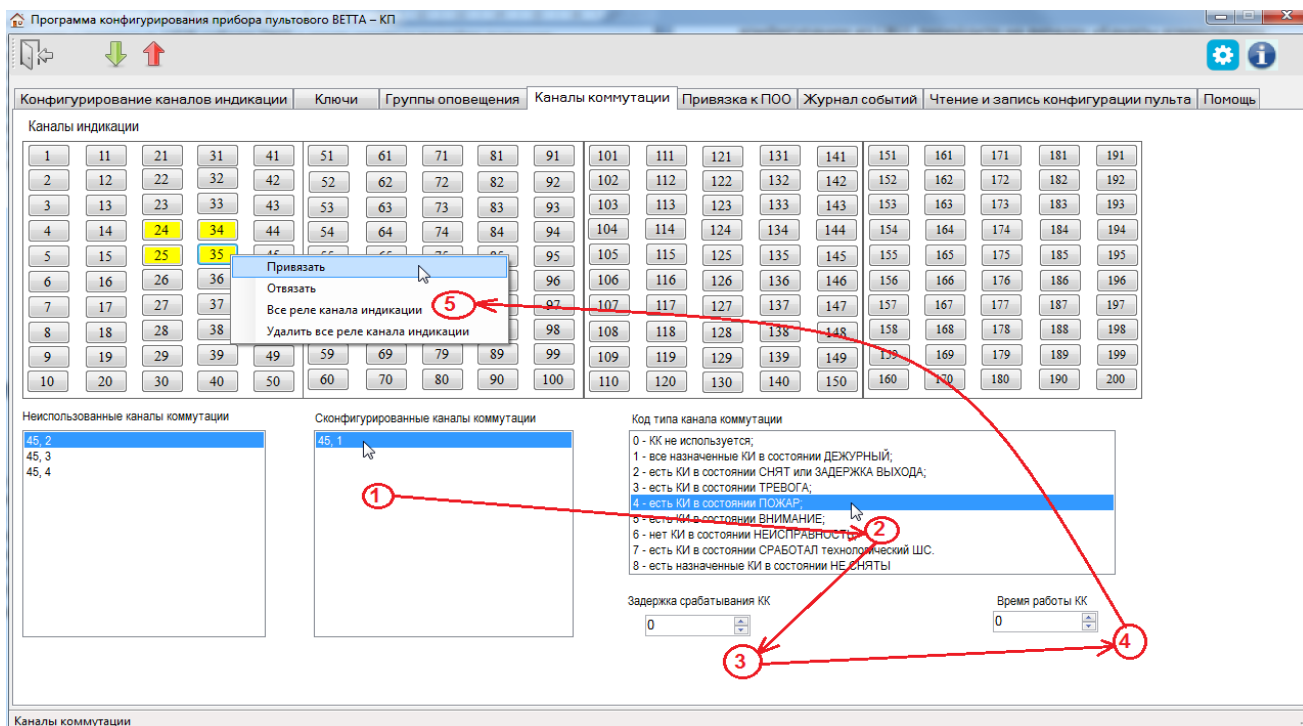 Программа конфигурирования прибора пультового ВЕТТА – КП
Конфигурирование каналов индикации Ключи Группы оповещения Каналы коммутации Привязка к ПОО Журнал событий Чтение и запись конфигурации пульта Помощь
Каналы индикации
1 11 21 31 41 51 61 71 81 91 101 111 121 131 141 151 161 171 181 191
2 12 22 32 42 52 62 72 82 92 102 112 122 132 142 152 162 172 182 192
3 13 23 33 43 53 63 73 83 93 103 113 123 133 143 153 163 173 183 193
4 14 24 34 44 54 64 74 84 94 104 114 124 134 144 154 164 174 184 194
5 15 25 35 95 105 115 125 135 145 155 165 175 185 195
Привязать
6 16 26 36 96 106 116 126 136 146 156 166 176 186 196
Отвязать
7 17 27 37 97 107 117 127 137 147 157 167 177 187 197
Все реле канала индикации 5
8 18 28 38 98 108 118 128 138 148 158 168 178 188 198
Удалить все реле канала индикации
9 19 29 39 49 59 69 79 89 99 109 119 129 139 149 159 169 179 189 199
10 20 30 40 50 60 70 80 90 100 110 120 130 140 150 160 170 180 190 200
Неиспользованные каналы коммутации
45, 2
45, 3
45, 4
Сконфигурированные каналы коммутации
45, 1
1
Код типа канала коммутации
0 - КК не используется;
1 - все назначенные КИ в состоянии ДЕЖУРНЫЙ;
2 - есть КИ в состоянии СНЯТ или ЗАДЕРЖКА ВЫХОДА;
3 - есть КИ в состоянии ТРЕВОГА;
4 - есть КИ в состоянии ПОЖАР;
5 - есть КИ в состоянии ВНИМАНИЕ;
6 - нет КИ в состоянии НЕИСПРАВНОСТЬ; 2
7 - есть КИ в состоянии СРАБОТАЛ технологический ШС.
8 - есть назначенные КИ в состоянии НЕ СНЯТЫ
Задержка срабатывания КК
0
Время работы КК
0
3
4
Каналы коммутации